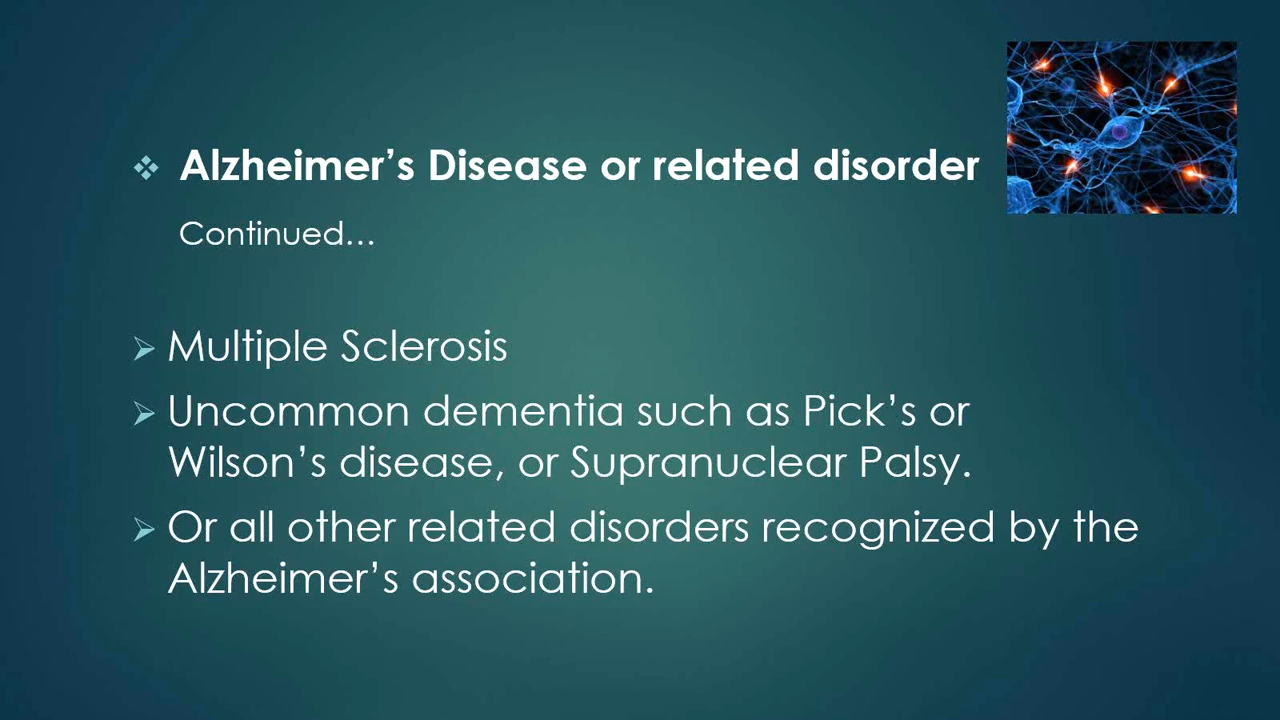 Alzheimer’s Disease or related disorder
Continued…
Multiple Sclerosis
Uncommon dementia such as Pick’s or
Wilson’s disease, or Supranuclear Palsy.
Or all other related disorders recognized by the
Alzheimer’s association.